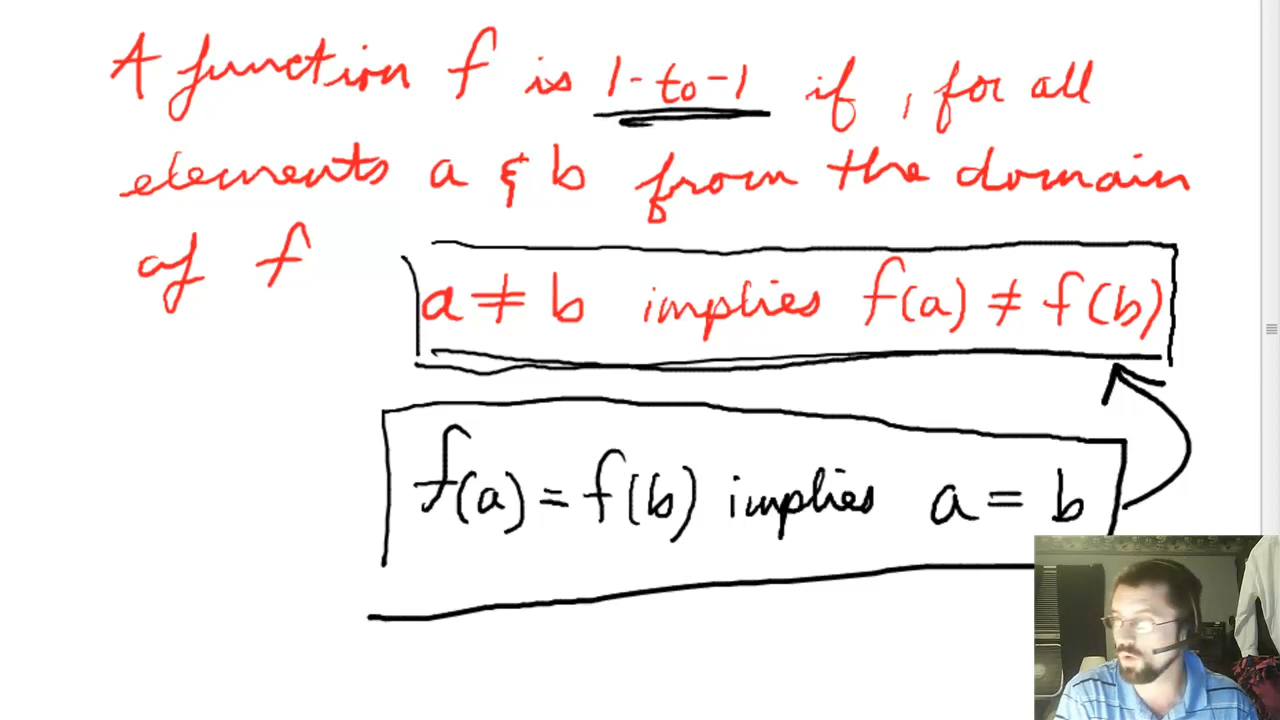 A function f is 1-to-1 if, for all
elements a & b from the domain
of f
a ≠ b implies f(a) ≠ f(b)
f(a) = f(b) implies a = b